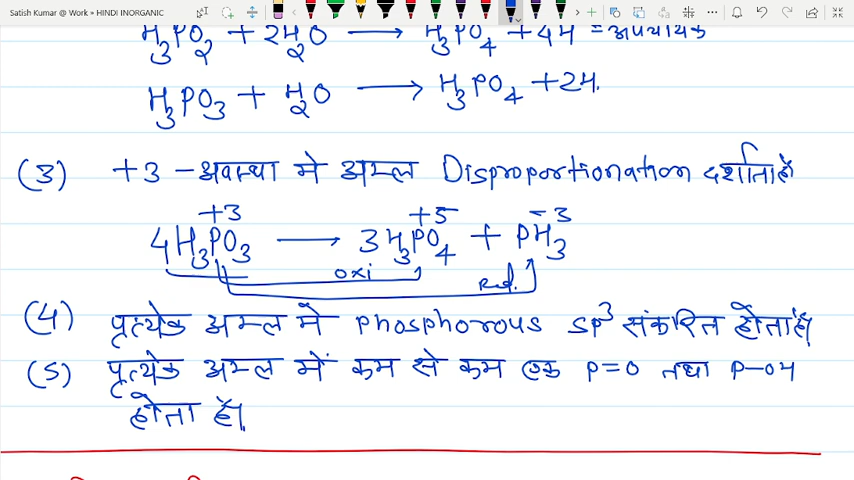 Satish Kumar @ Work » HINDI INORGANIC
H₃PO₂ + 2H₂O ⟶ H₃PO₄ + 4H = अपचायक
H₃PO₃ + H₂O ⟶ H₃PO₄ + 2H.
(3) +3 - अवस्था मे अम्ल Disproportionation दर्शाता है
+3 +5 -3
4H₃PO₃ ⟶ 3H₃PO₄ + PH₃
oxi Red.
(4) प्रत्येक अम्ल में phosphorous SP³ संकरित होता है।
(5) प्रत्येक अम्ल में कम से कम एक P=O तथा P-OH
होता है।